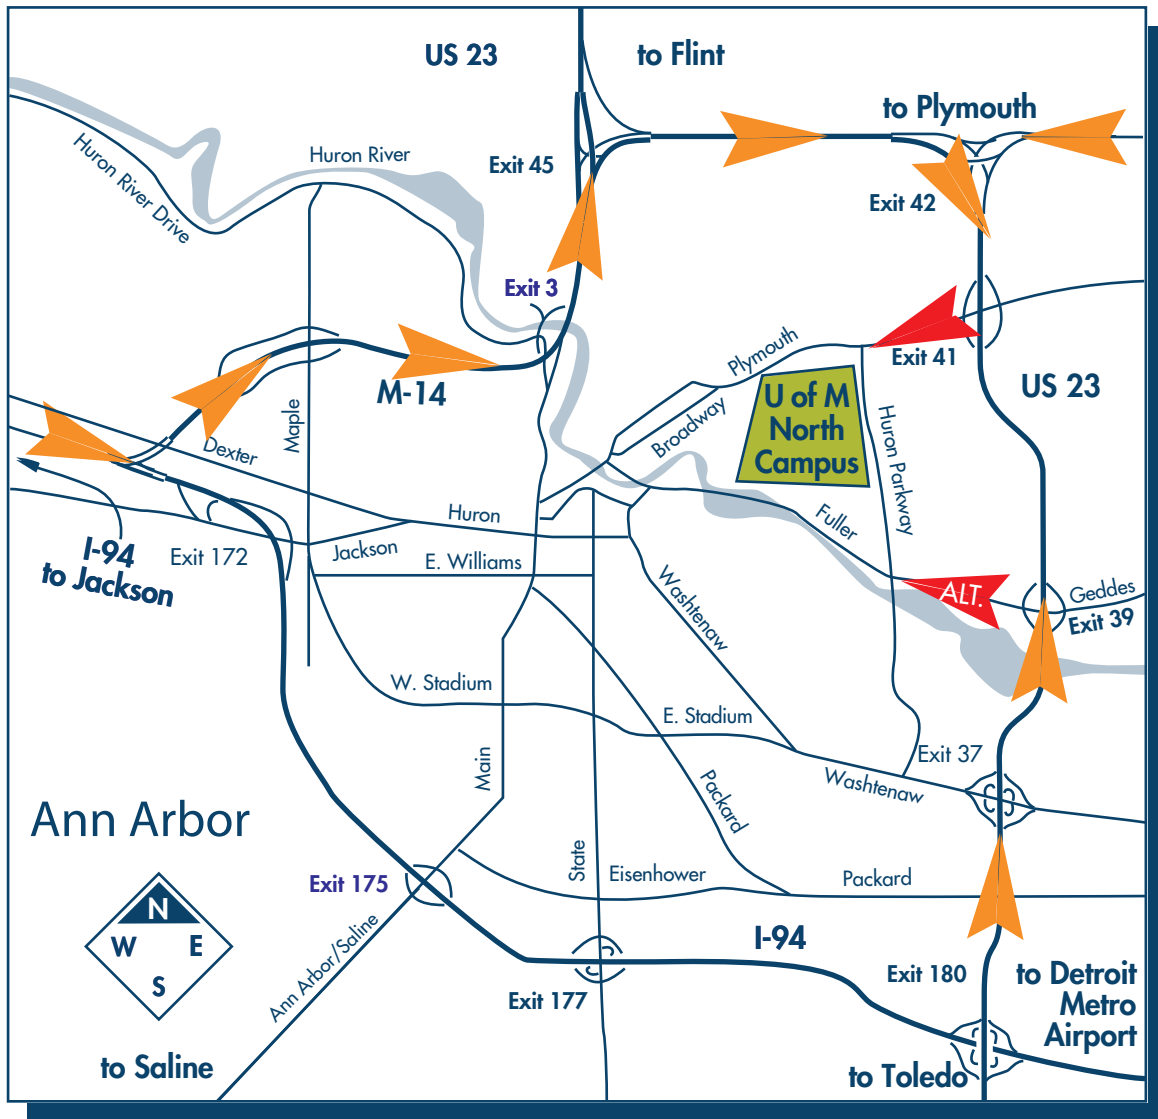 US 23
to Flint
to Plymouth
Huron River
Exit 45
Huron River Drive
Exit 42
Exit 3
Plymouth
Exit 41
M-14
US 23
U of M
North
Campus
Maple
Broadway
Huron Parkway
Dexter
Huron
Fuller
I-94
to Jackson
Exit 172
Jackson
E. Williams
Washtenaw
ALT.
Geddes
Exit 39
W. Stadium
E. Stadium
Main
Exit 37
Washtenaw
Packard
Ann Arbor
State
Eisenhower
Packard
Exit 175
N
W E
S
Ann Arbor/Saline
I-94
Exit 180
to Detroit
Metro
Airport
Exit 177
to Saline
to Toledo